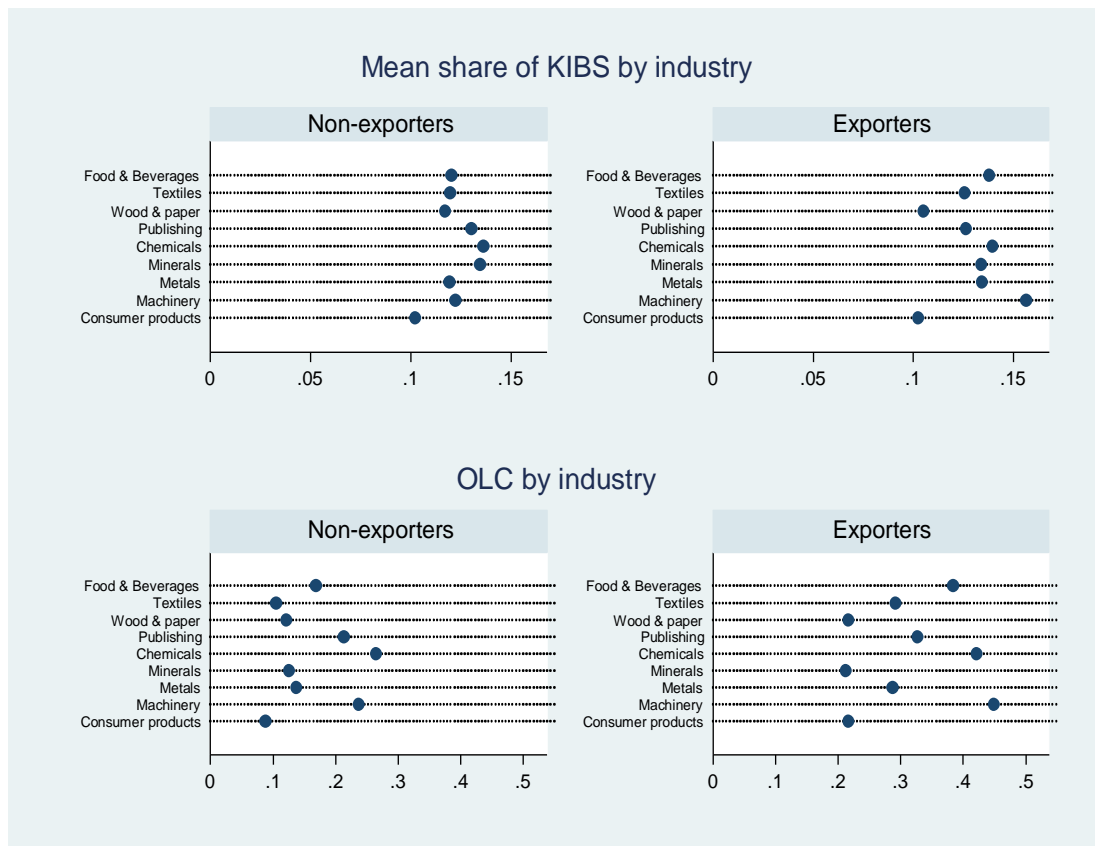 Mean share of KIBS by industry
Non-exporters
Food & Beverages
Textiles
Wood & paper
Publishing
Chemicals
Minerals
Metals
Machinery
Consumer products
0 .05 .1 .15
Exporters
Food & Beverages
Textiles
Wood & paper
Publishing
Chemicals
Minerals
Metals
Machinery
Consumer products
0 .05 .1 .15
OLC by industry
Non-exporters
Food & Beverages
Textiles
Wood & paper
Publishing
Chemicals
Minerals
Metals
Machinery
Consumer products
0 .1 .2 .3 .4 .5
Exporters
Food & Beverages
Textiles
Wood & paper
Publishing
Chemicals
Minerals
Metals
Machinery
Consumer products
0 .1 .2 .3 .4 .5